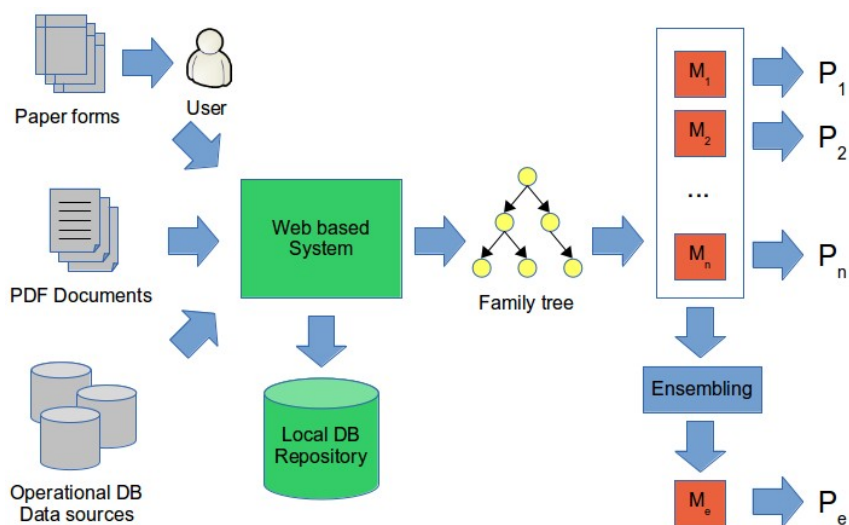 Paper forms
User
PDF Documents
Operational DB
Data sources
Web based
System
Local DB
Repository
Family tree
M1
P1
M2
P2
...
Mn
Pn
Ensembling
Me
Pe